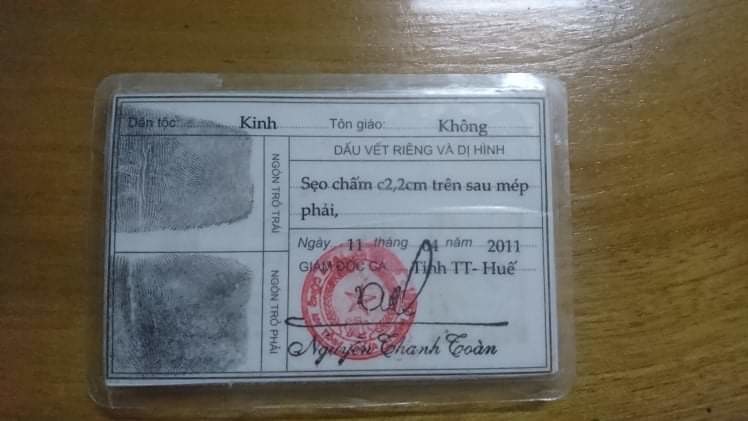 Dân tộc: Kinh Tôn giáo: Không
NGÓN TRỎ TRÁI
DẤU VẾT RIÊNG VÀ DỊ HÌNH
Sẹo chấm c2,2cm trên sau mép
phải,
Ngày 11 tháng 04 năm 2011
GIÁM ĐỐC CA Tỉnh TT- Huế
NGÓN TRỎ PHẢI
Nguyễn Thanh Toàn